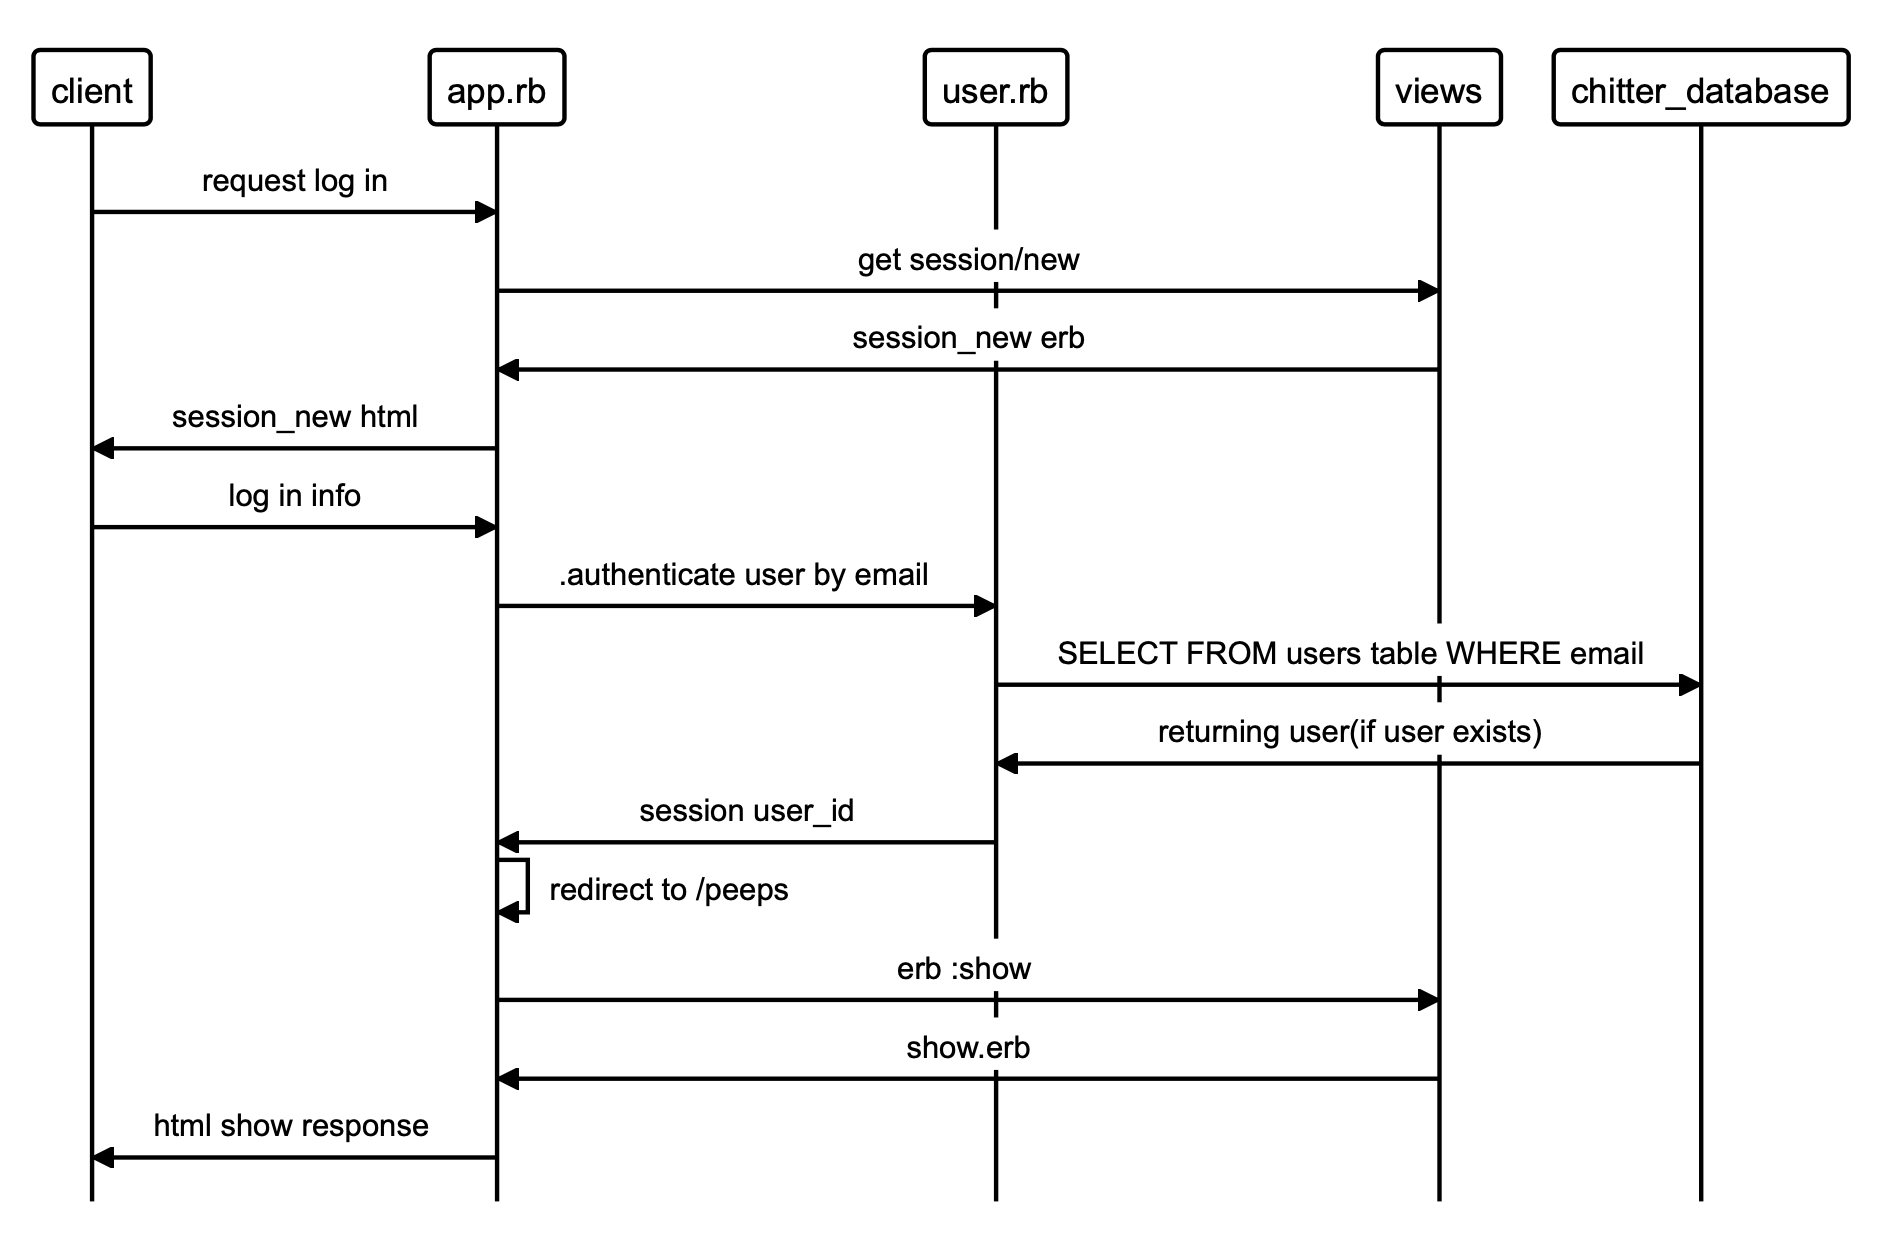 client
app.rb
user.rb
views
chitter_database
request log in
get session/new
session_new erb
session_new html
log in info
.authenticate user by email
SELECT FROM users table WHERE email
returning user(if user exists)
session user_id
redirect to /peeps
erb :show
show.erb
html show response